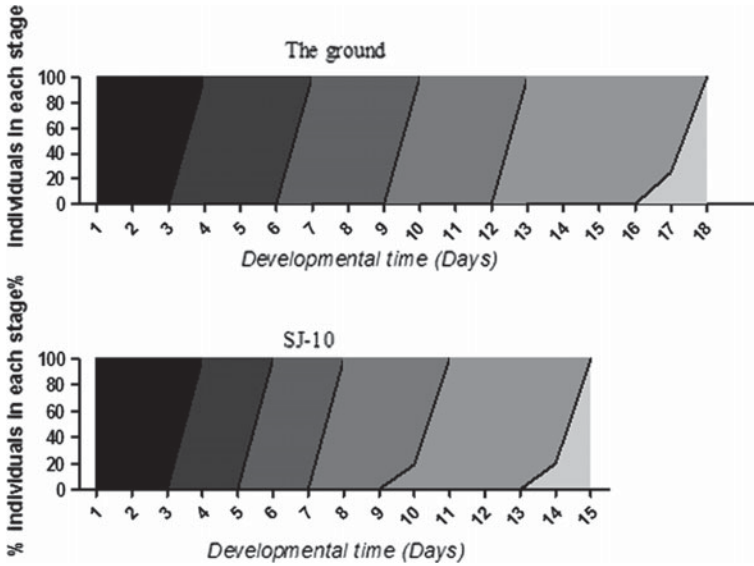 The ground
Individuals In each stage
100
80
60
40
20
0
1 2 3 4 5 6 7 8 9 10 11 12 13 14 15 16 17 18
Developmental time (Days)
SJ-10
% Individuals In each stage%
100
80
60
40
20
0
1 2 3 4 5 6 7 8 9 10 11 12 13 14 15
Developmental time (Days)